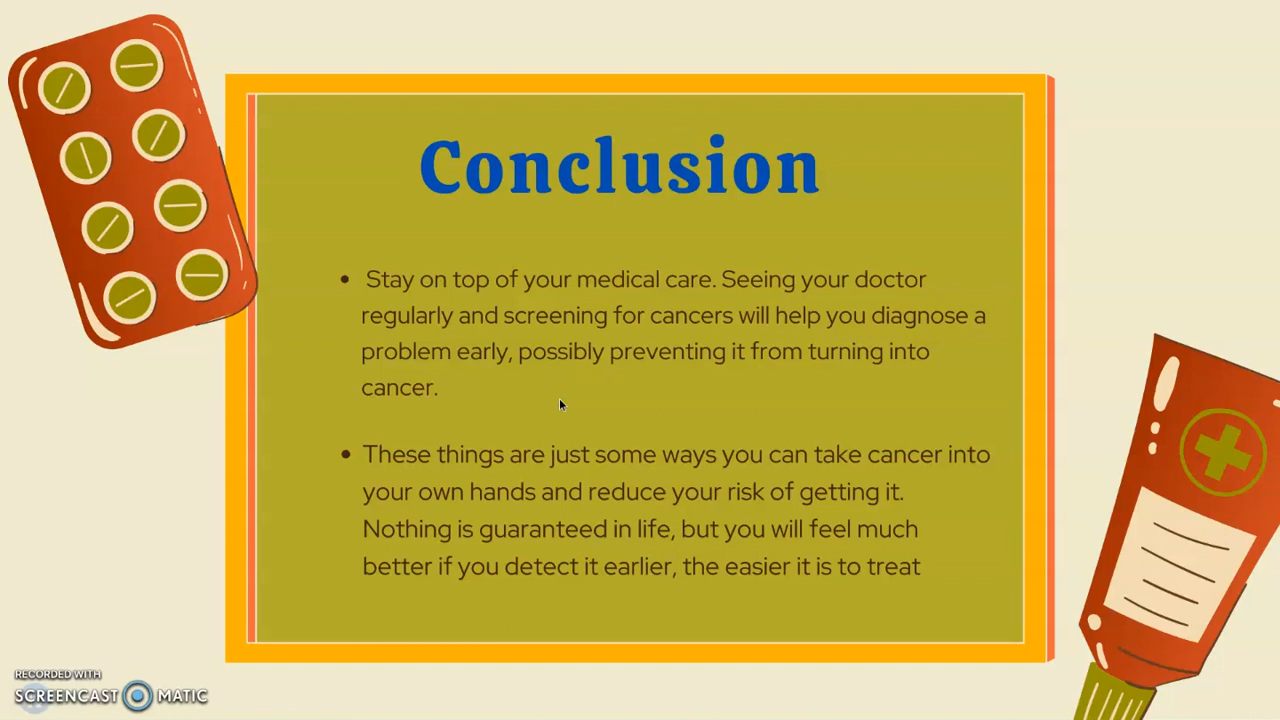 Conclusion
• Stay on top of your medical care. Seeing your doctor
regularly and screening for cancers will help you diagnose a
problem early, possibly preventing it from turning into
cancer.
• These things are just some ways you can take cancer into
your own hands and reduce your risk of getting it.
Nothing is guaranteed in life, but you will feel much
better if you detect it earlier, the easier it is to treat
RECORDED WITH
SCREENCAST MATIC